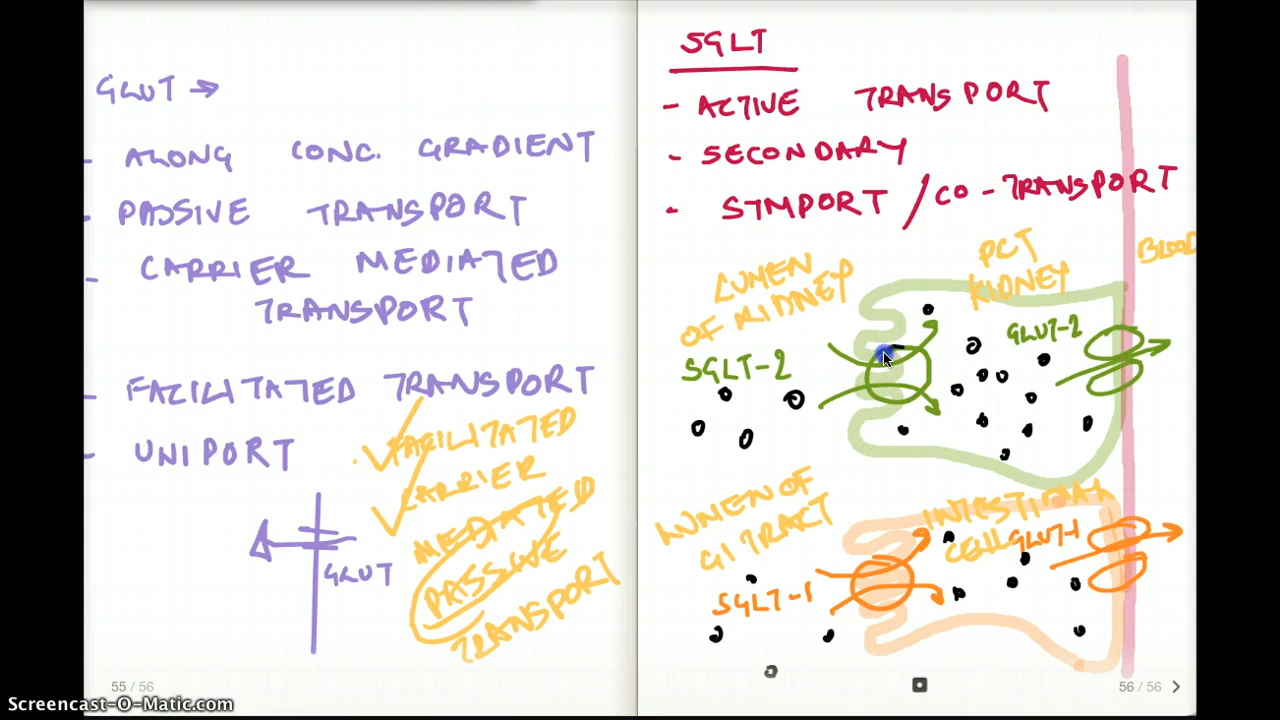 GLUT →
- ALONG CONC. GRADIENT
- PASSIVE TRANSPORT
- CARRIER MEDIATED
TRANSPORT
- FACILITATED TRANSPORT
- UNIPORT
FACILITATED
CARRIER
MEDIATED
PASSIVE
TRANSPORT
GLUT
55 / 56
SGLT
- ACTIVE TRANSPORT
- SECONDARY
- SYMPORT / CO-TRANSPORT
LUMEN
OF KIDNEY
PCT
KIDNEY
BLOOD
SGLT-2
GLUT-2
LUMEN OF
GI TRACT
INTESTINAL
CELL
GLUT-1
SGLT-1
56 / 56
Screencast-O-Matic.com